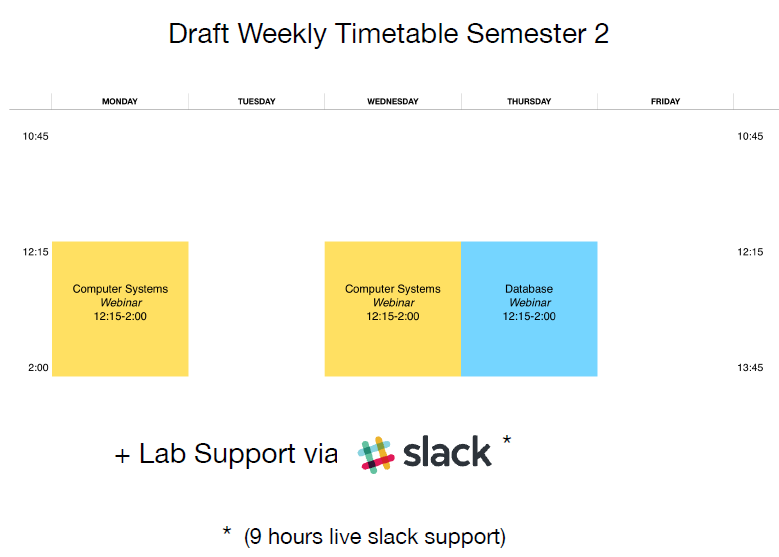 Draft Weekly Timetable Semester 2
MONDAY TUESDAY WEDNESDAY THURSDAY FRIDAY
10:45 10:45
12:15 12:15
Computer Systems Computer Systems Database
Webinar Webinar Webinar
12:15-2:00 12:15-2:00 12:15-2:00
2:00 13:45
+ Lab Support via slack *
* (9 hours live slack support)